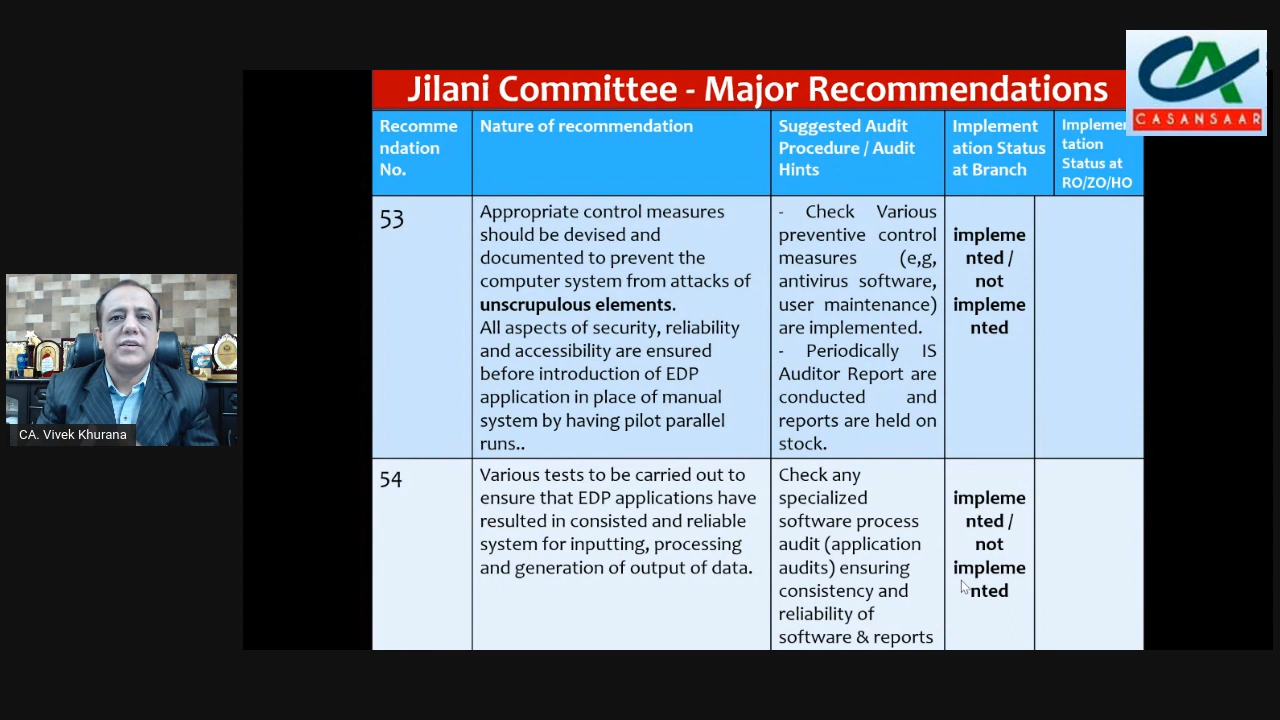 Jilani Committee - Major Recommendations
CASANSAAR
Recomme
ndation
No.
Nature of recommendation
Suggested Audit
Procedure / Audit
Hints
Implement
ation Status
at Branch
Implemen
tation
Status at
RO/ZO/HO
53
Appropriate control measures
should be devised and
documented to prevent the
computer system from attacks of
unscrupulous elements.
All aspects of security, reliability
and accessibility are ensured
before introduction of EDP
application in place of manual
system by having pilot parallel
runs..
- Check Various
preventive control
measures (e,g,
antivirus software,
user maintenance)
are implemented.
- Periodically IS
Auditor Report are
conducted and
reports are held on
stock.
impleme
nted /
not
impleme
nted
54
Various tests to be carried out to
ensure that EDP applications have
resulted in consisted and reliable
system for inputting, processing
and generation of output of data.
Check any
specialized
software process
audit (application
audits) ensuring
consistency and
reliability of
software & reports
impleme
nted /
not
impleme
nted
CA. Vivek Khurana